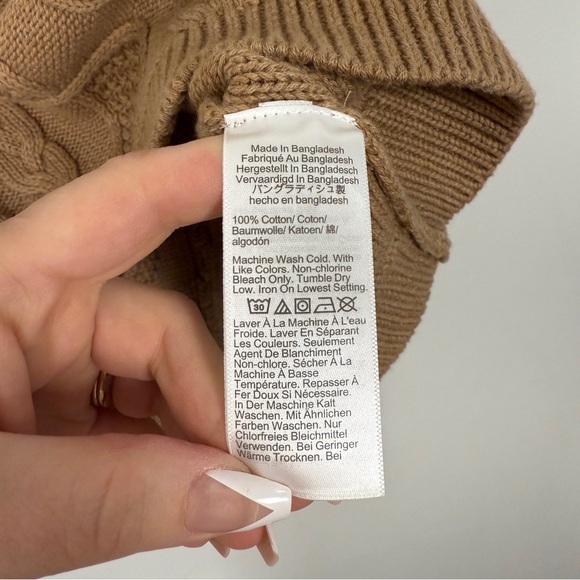 Made In Bangladesh
Fabriqué Au Bangladesh
Hergestellt In Bangladesh
Vervaardigd In Bangladesh
バングラディシュ製
hecho en bangladesh
100% Cotton/ Coton/
Baumwolle/ Katoen/ 綿/
algodón
Machine Wash Cold. With
Like Colors. Non-chlorine
Bleach Only. Tumble Dry
Low. Iron On Lowest Setting.
30
Laver À La Machine À L'eau
Froide. Laver En Séparant
Les Couleurs. Seulement
Agent De Blanchiment
Non-chlore. Sécher À La
Machine À Basse
Température. Repasser À
Fer Doux Si Nécessaire.
In Der Maschine Kalt
Waschen. Mit Ähnlichen
Farben Waschen. Nur
Chlorfreies Bleichmittel
Verwenden. Bei Geringer
Wärme Trocknen. Bei